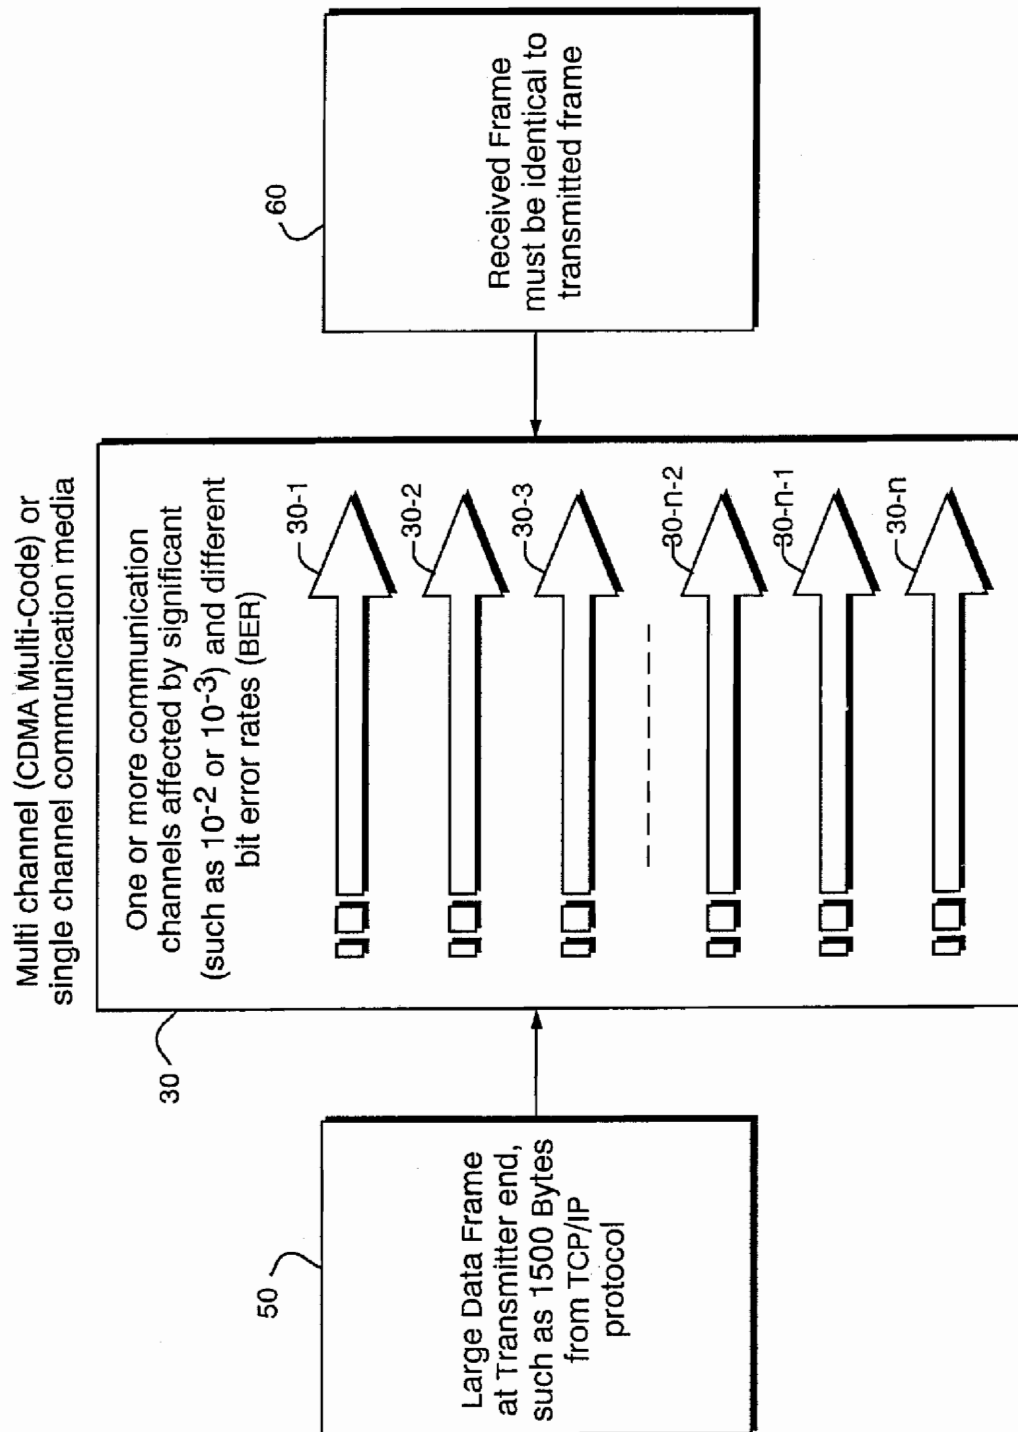 Multi channel (CDMA Multi-Code) or
single channel communication media
30
One or more communication
channels affected by significant
(such as 10⁻² or 10⁻³) and different
bit error rates (BER)
30-1
30-2
30-3
30-n-2
30-n-1
30-n
50
Large Data Frame
at Transmitter end,
such as 1500 Bytes
from TCP/IP
protocol
60
Received Frame
must be identical to
transmitted frame